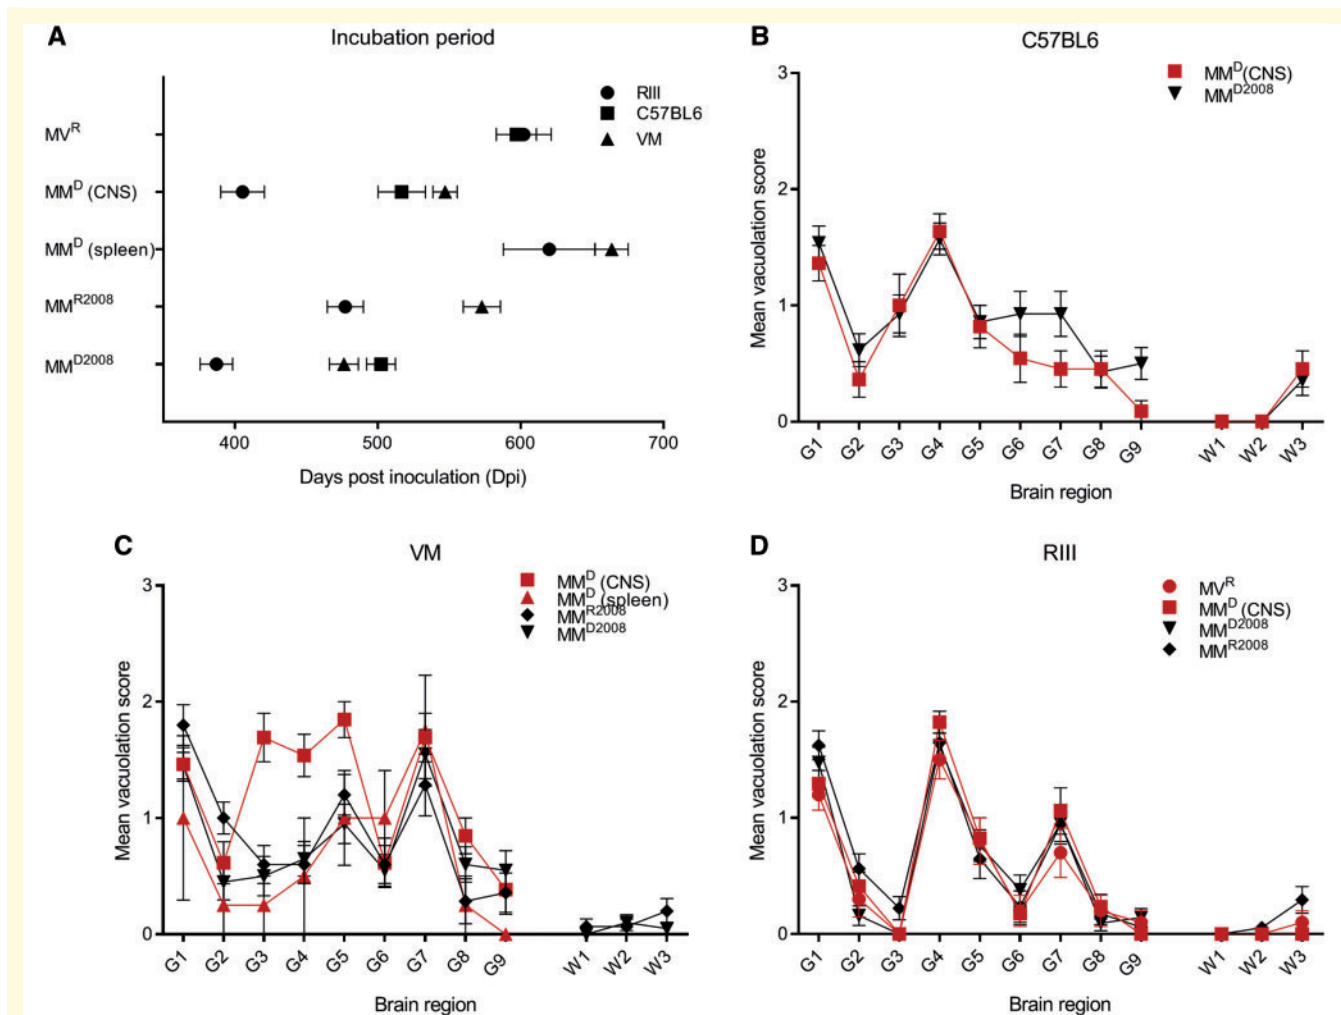 A
Incubation period
RIII
C57BL6
VM
MV^R
MM^D (CNS)
MM^D (spleen)
MM^R2008
MM^D2008
400 500 600 700
Days post inoculation (Dpi)
B
C57BL6
MM^D (CNS)
MM^D2008
Mean vacuolation score
3
2
1
0
G1 G2 G3 G4 G5 G6 G7 G8 G9 W1 W2 W3
Brain region
C
VM
MM^D (CNS)
MM^D (spleen)
MM^R2008
MM^D2008
Mean vacuolation score
3
2
1
0
G1 G2 G3 G4 G5 G6 G7 G8 G9 W1 W2 W3
Brain region
D
RIII
MV^R
MM^D (CNS)
MM^D2008
MM^R2008
Mean vacuolation score
3
2
1
0
G1 G2 G3 G4 G5 G6 G7 G8 G9 W1 W2 W3
Brain region